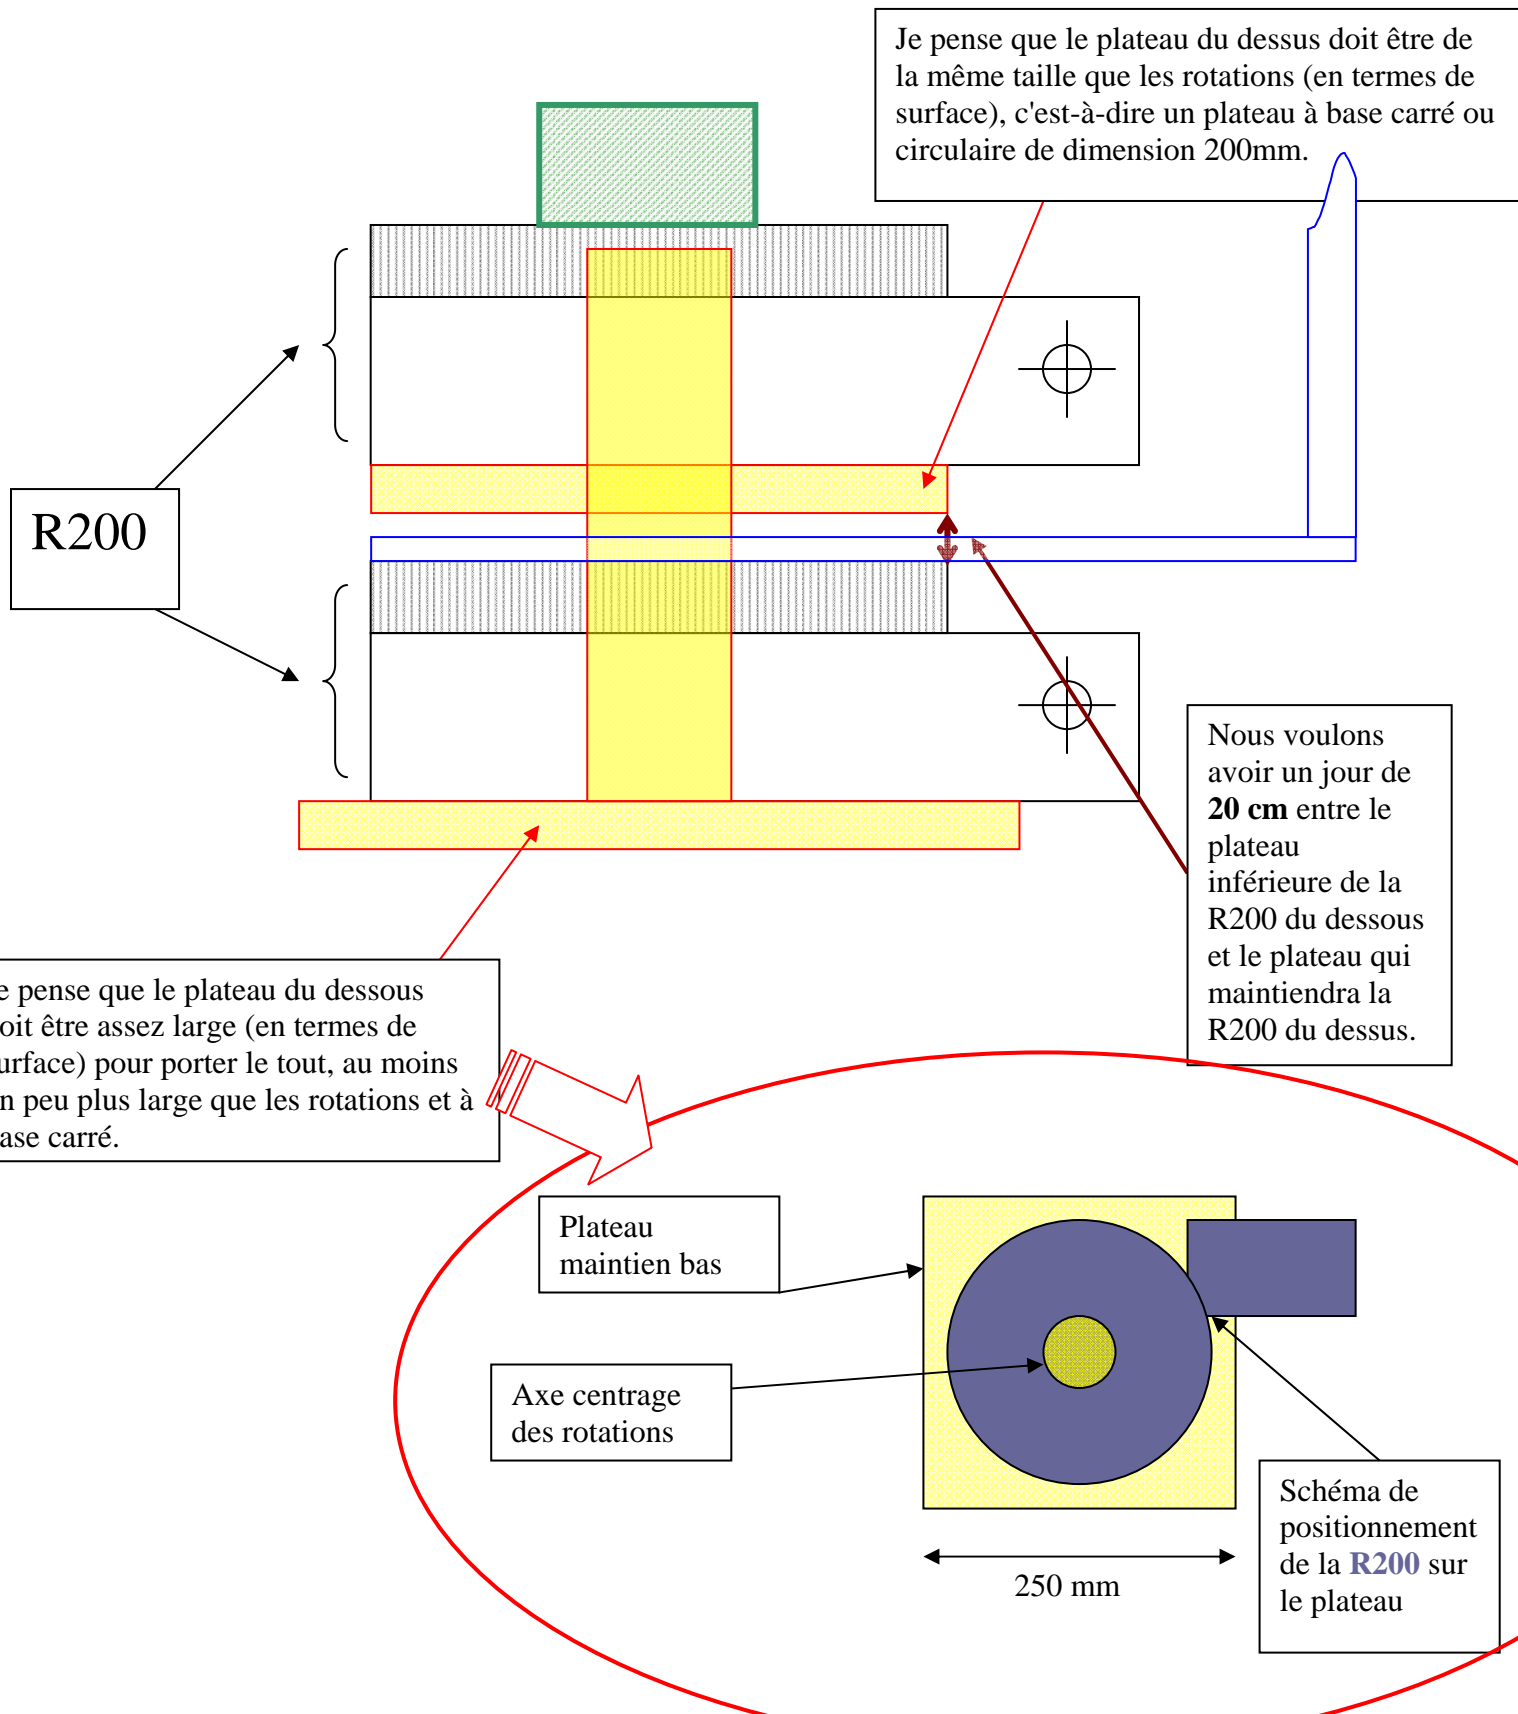 Je pense que le plateau du dessus doit être de
la même taille que les rotations (en termes de
surface), c'est-à-dire un plateau à base carré ou
circulaire de dimension 200mm.
R200
Nous voulons
avoir un jour de
20 cm entre le
plateau
inférieure de la
R200 du dessous
et le plateau qui
maintiendra la
R200 du dessus.
e pense que le plateau du dessous
oit être assez large (en termes de
urface) pour porter le tout, au moins
n peu plus large que les rotations et à
ase carré.
Plateau
maintien bas
Axe centrage
des rotations
Schéma de
positionnement
de la R200 sur
le plateau
250 mm